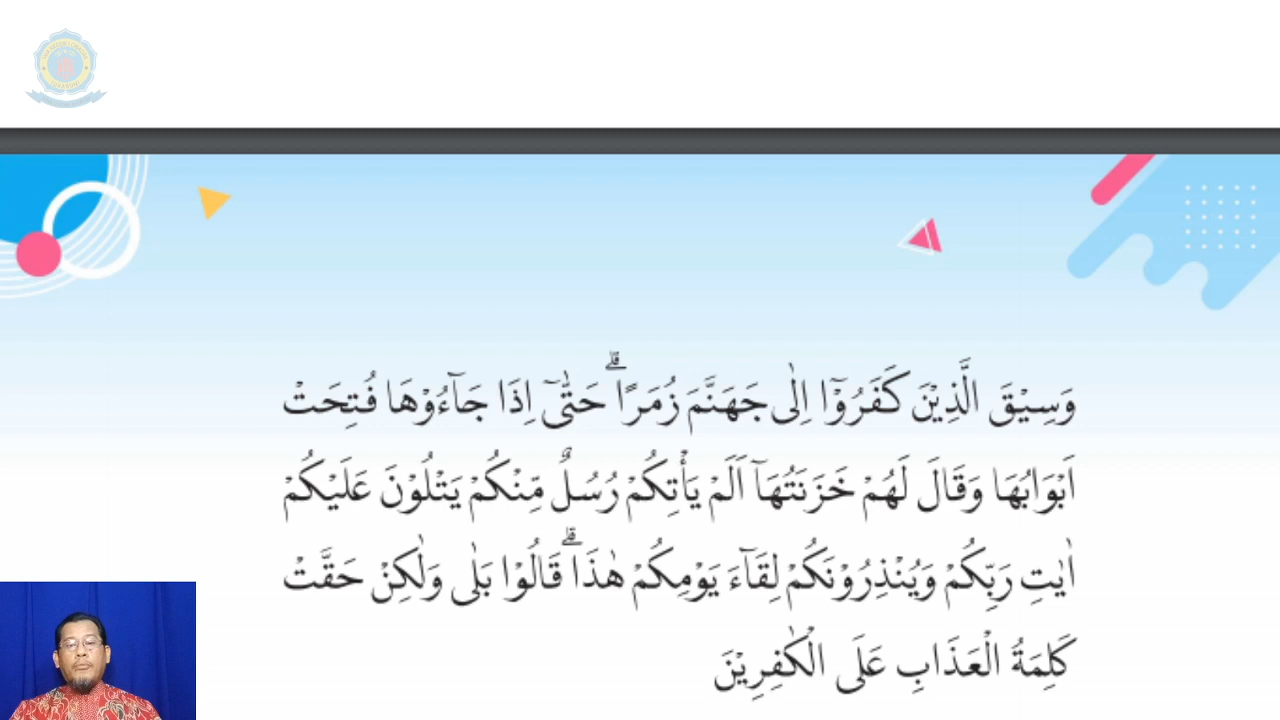 وَسِيْقَ الَّذِيْنَ كَفَرُوْٓا اِلٰى جَهَنَّمَ زُمَرًاۗ حَتّٰىٓ اِذَا جَاۤءُوْهَا فُتِحَتْ
اَبْوَابُهَا وَقَالَ لَهُمْ خَزَنَتُهَآ اَلَمْ يَأْتِكُمْ رُسُلٌ مِّنْكُمْ يَتْلُوْنَ عَلَيْكُمْ
اٰيٰتِ رَبِّكُمْ وَيُنْذِرُوْنَكُمْ لِقَاۤءَ يَوْمِكُمْ هٰذَاۗ قَالُوْا بَلٰى وَلٰكِنْ حَقَّتْ
كَلِمَةُ الْعَذَابِ عَلَى الْكٰفِرِيْنَ